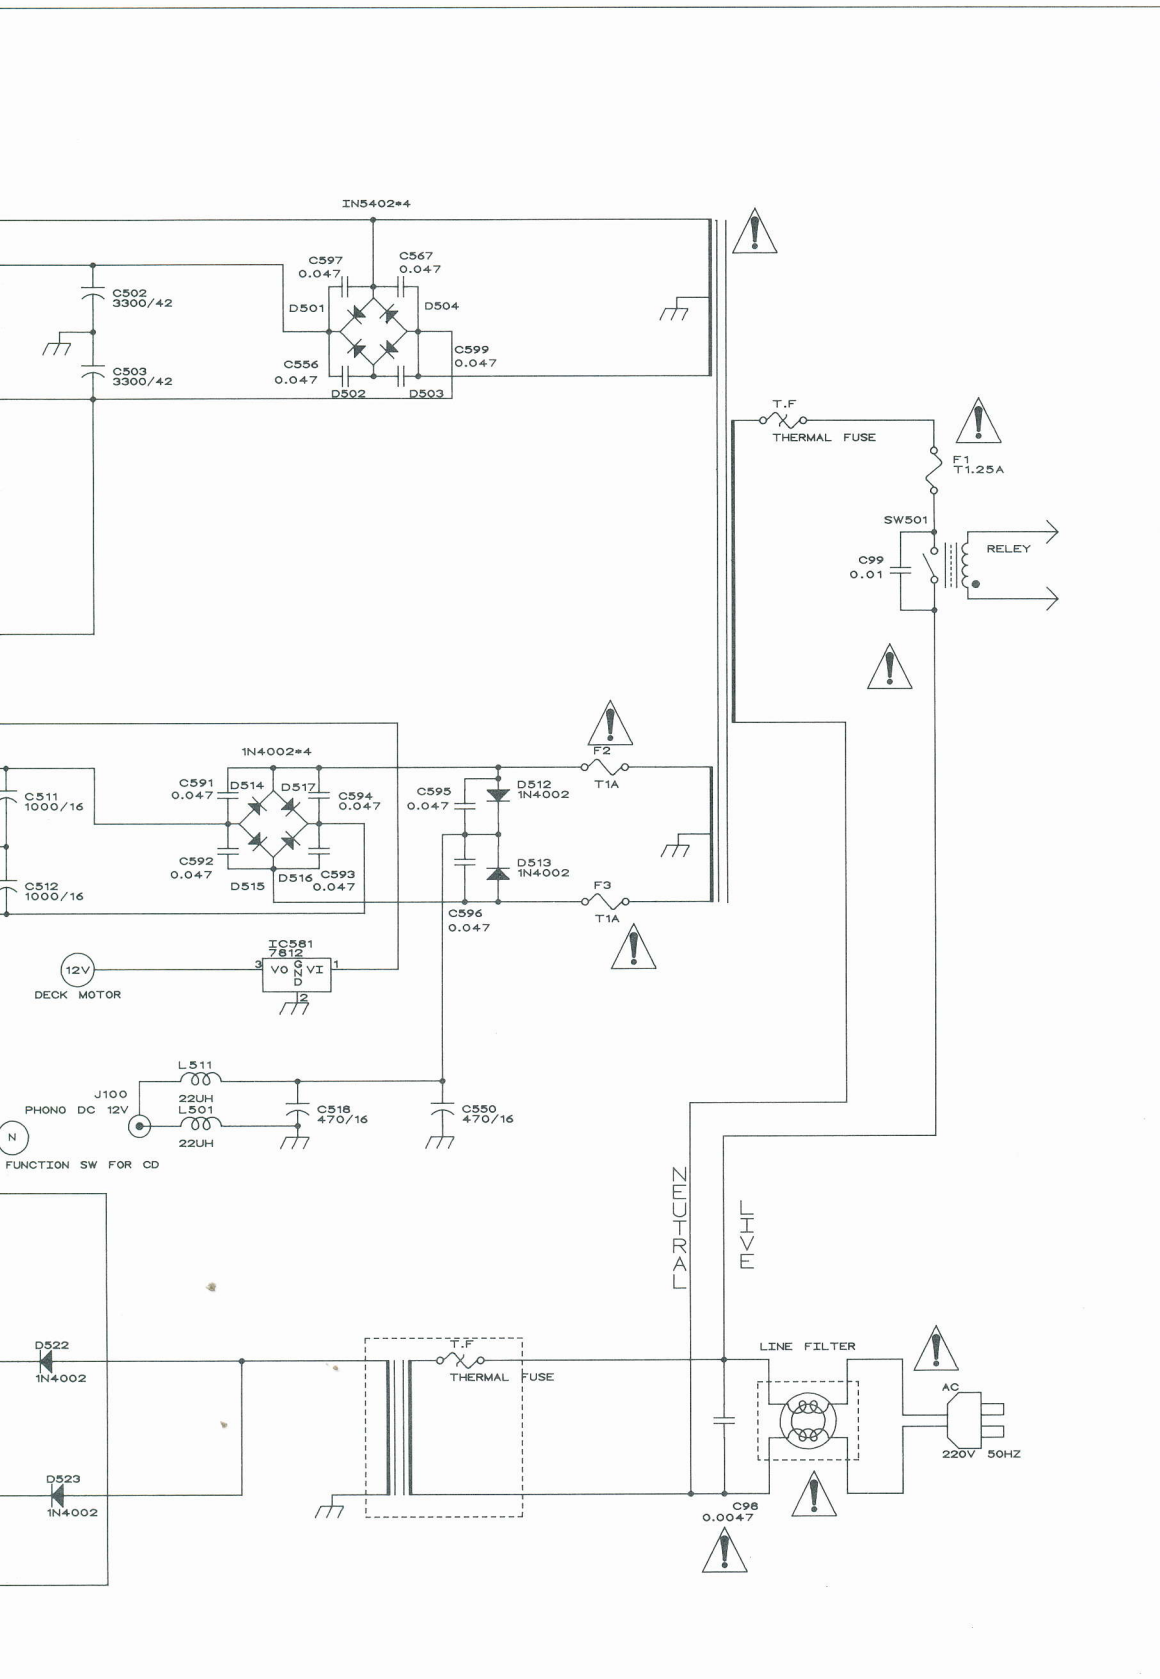 IN5402*4
C597
0.047
C567
0.047
C502
3300/42
D501
D504
C503
3300/42
C556
0.047
C599
0.047
D502
D503
T.F
THERMAL FUSE
F1
T1.25A
SW501
C99
0.01
RELEY
F2
T1A
1N4002*4
C511
1000/16
C591
0.047
D514
D517
C594
0.047
C595
0.047
D512
1N4002
C512
1000/16
C592
0.047
D515
D516
C593
0.047
D513
1N4002
F3
T1A
C596
0.047
IC581
7812
3
VO
GND
VI
1
2
12V
DECK MOTOR
L511
22UH
J100
PHONO DC 12V
L501
22UH
C518
470/16
C550
470/16
N
FUNCTION SW FOR CD
NEUTRAL
LIVE
D522
1N4002
T.F
THERMAL FUSE
LINE FILTER
AC
220V 50HZ
D523
1N4002
C98
0.0047